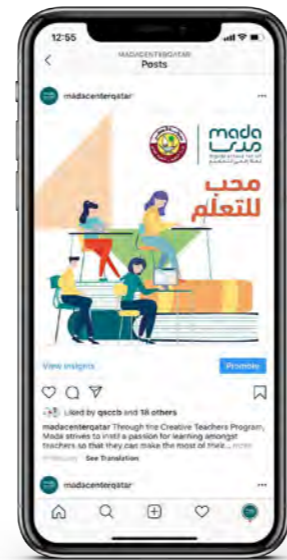 12:55
MADACENTERQATAR
Posts
madacenterqatar
mada
مدى
محب
للتعلم
View Insights
Promote
Liked by qsccb and 18 others
madacenterqatar Through the Creative Teachers Program,
Mada strives to instil a passion for learning amongst
teachers so that they can make the most of their... more
See Translation
madacenterqatar